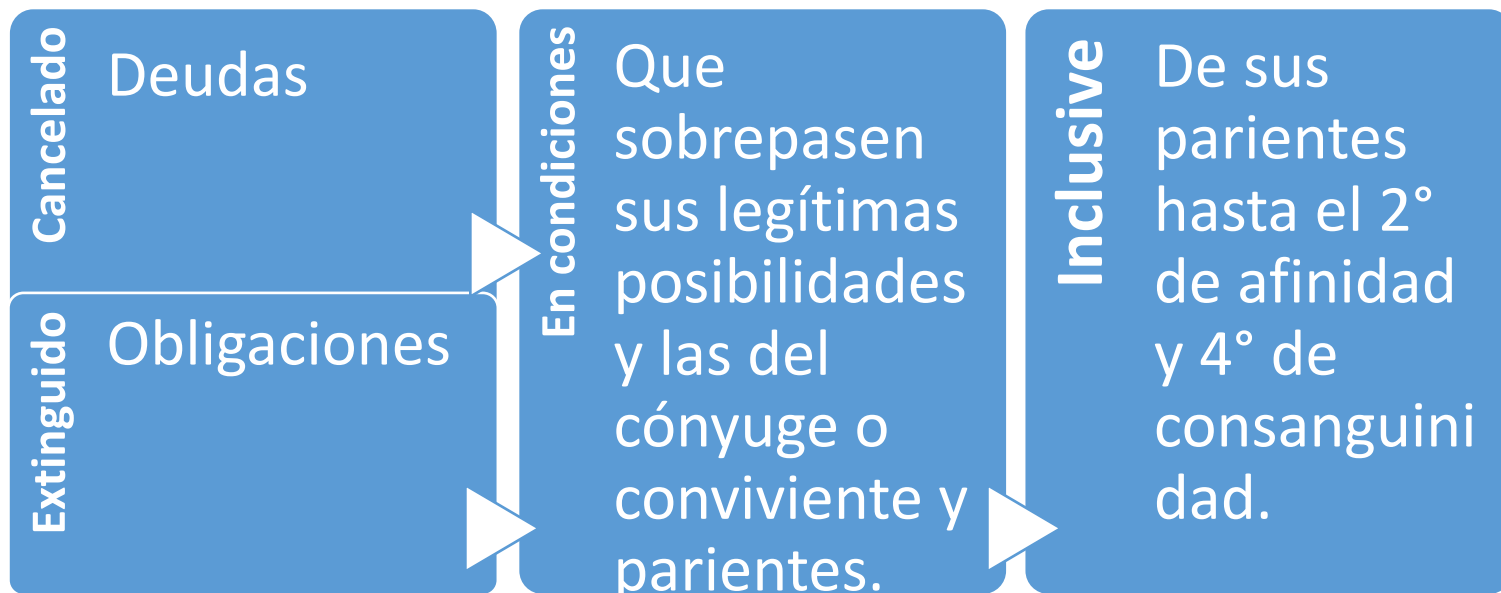 Cancelado
Deudas
Extinguido
Obligaciones
En condiciones
Que
sobrepasen
sus legítimas
posibilidades
y las del
cónyuge o
conviviente y
parientes.
Inclusive
De sus
parientes
hasta el 2°
de afinidad
y 4° de
consanguini
dad.